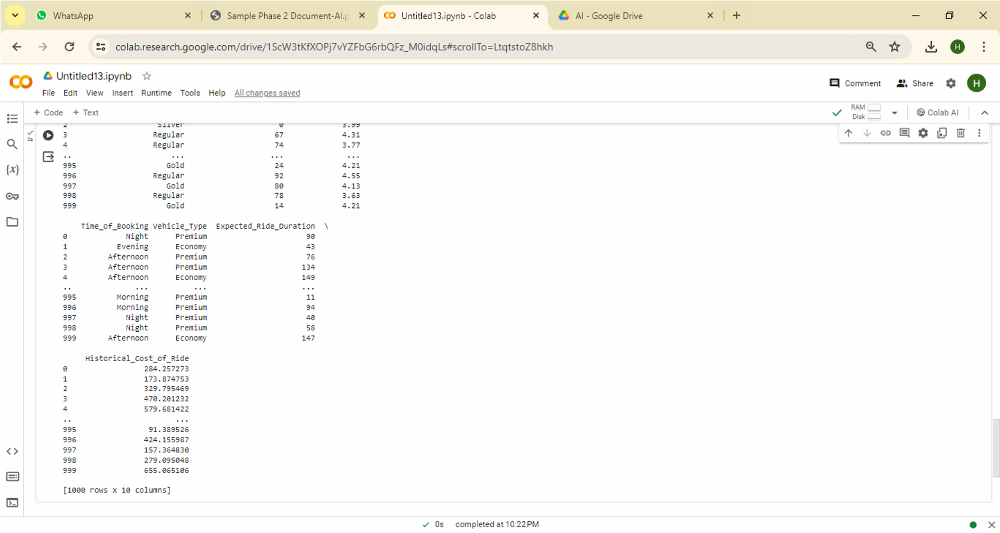 WhatsApp
Sample Phase 2 Document-AI.p
Untitled13.ipynb - Colab
AI - Google Drive
colab.research.google.com/drive/1ScW3tKfXOPj7vYZFbG6rbQFz_M0idqLs#scrollTo=LtqtstoZ8hkh
H
CO Untitled13.ipynb
Comment Share H
File Edit View Insert Runtime Tools Help All changes saved
+ Code + Text
RAM
Disk
Colab AI
0s
2 Silver 0 3.99
3 Regular 67 4.31
4 Regular 74 3.77
.. ... ... ...
995 Gold 24 4.21
996 Regular 92 4.55
997 Gold 80 4.13
998 Regular 78 3.63
999 Gold 14 4.21
Time_of_Booking Vehicle_Type Expected_Ride_Duration \
0 Night Premium 90
1 Evening Economy 43
2 Afternoon Premium 76
3 Afternoon Premium 134
4 Afternoon Economy 149
.. ... ... ...
995 Morning Premium 11
996 Morning Premium 94
997 Night Premium 40
998 Night Premium 58
999 Afternoon Economy 147
Historical_Cost_of_Ride
0 284.257273
1 173.874753
2 329.795469
3 470.201232
4 579.681422
.. ...
995 91.389526
996 424.155987
997 157.364830
998 279.095048
999 655.065106
[1000 rows x 10 columns]
{x}
0s completed at 10:22 PM